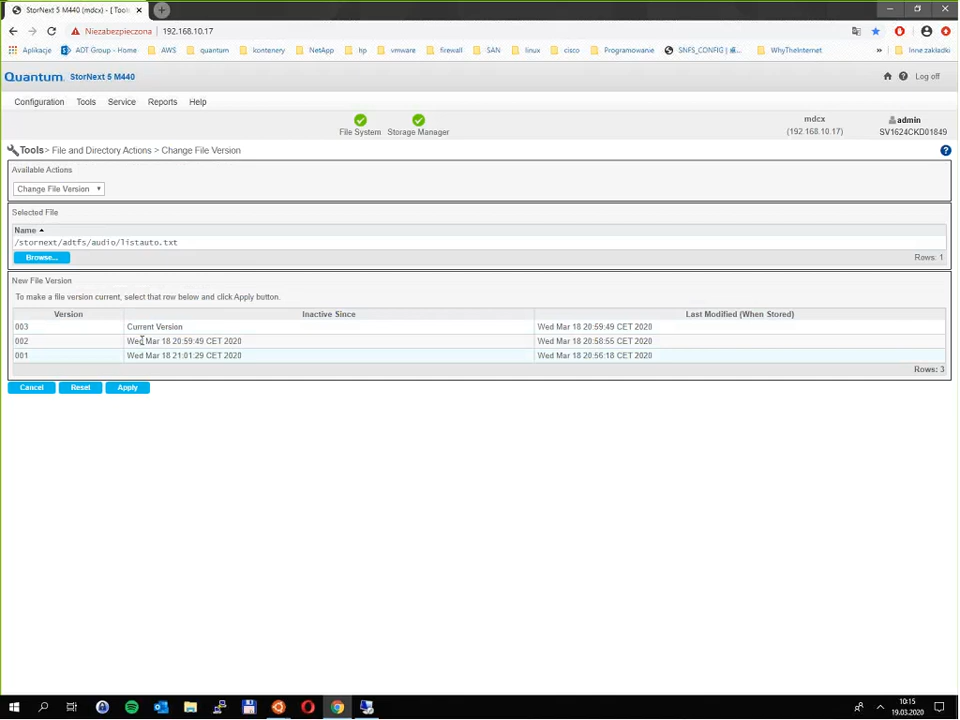 StorNext 5 M440 (mdcx) - [ Tools
Niezabezpieczona | 192.168.10.17
Aplikacje ADT Group - Home AWS quantum kontenery NetApp hp vmware firewall SAN linux cisco Programowanie SNFS_CONFIG | WhyTheInternet » Inne zakładki
Quantum. StorNext 5 M440 Log off
Configuration Tools Service Reports Help
File System Storage Manager
mdcx
(192.168.10.17)
admin
SV1624CKD01849
Tools> File and Directory Actions > Change File Version
Available Actions
Change File Version
Selected File
Name
/stornext/adtfs/audio/listauto.txt
Browse... Rows: 1
New File Version
To make a file version current, select that row below and click Apply button.
Version Inactive Since Last Modified (When Stored)
003 Current Version Wed Mar 18 20:59:49 CET 2020
002 Wed Mar 18 20:59:49 CET 2020 Wed Mar 18 20:58:55 CET 2020
001 Wed Mar 18 21:01:29 CET 2020 Wed Mar 18 20:56:18 CET 2020
Rows: 3
Cancel Reset Apply
10:15
19.03.2020